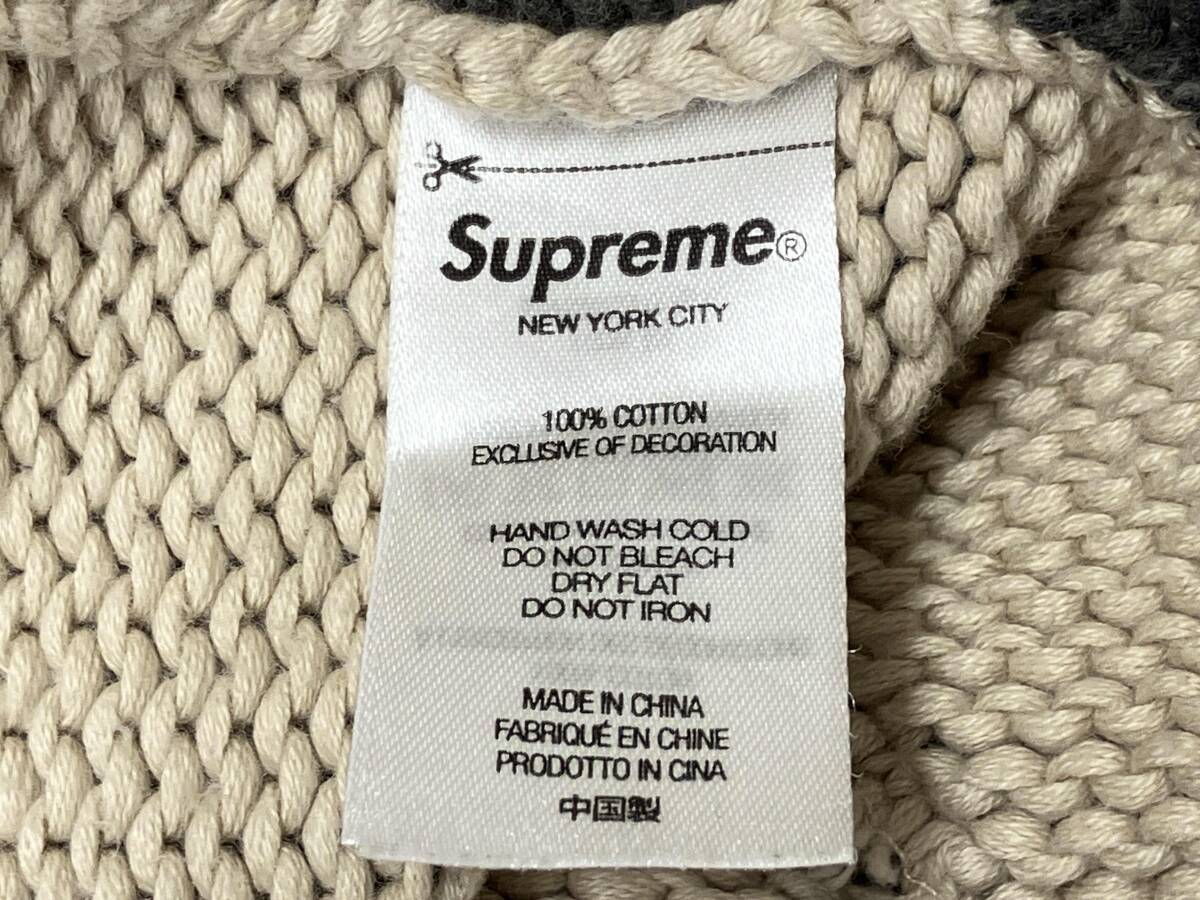 Supreme®
NEW YORK CITY
100% COTTON
EXCLUSIVE OF DECORATION
HAND WASH COLD
DO NOT BLEACH
DRY FLAT
DO NOT IRON
MADE IN CHINA
FABRIQUÉ EN CHINE
PRODOTTO IN CINA
中国製